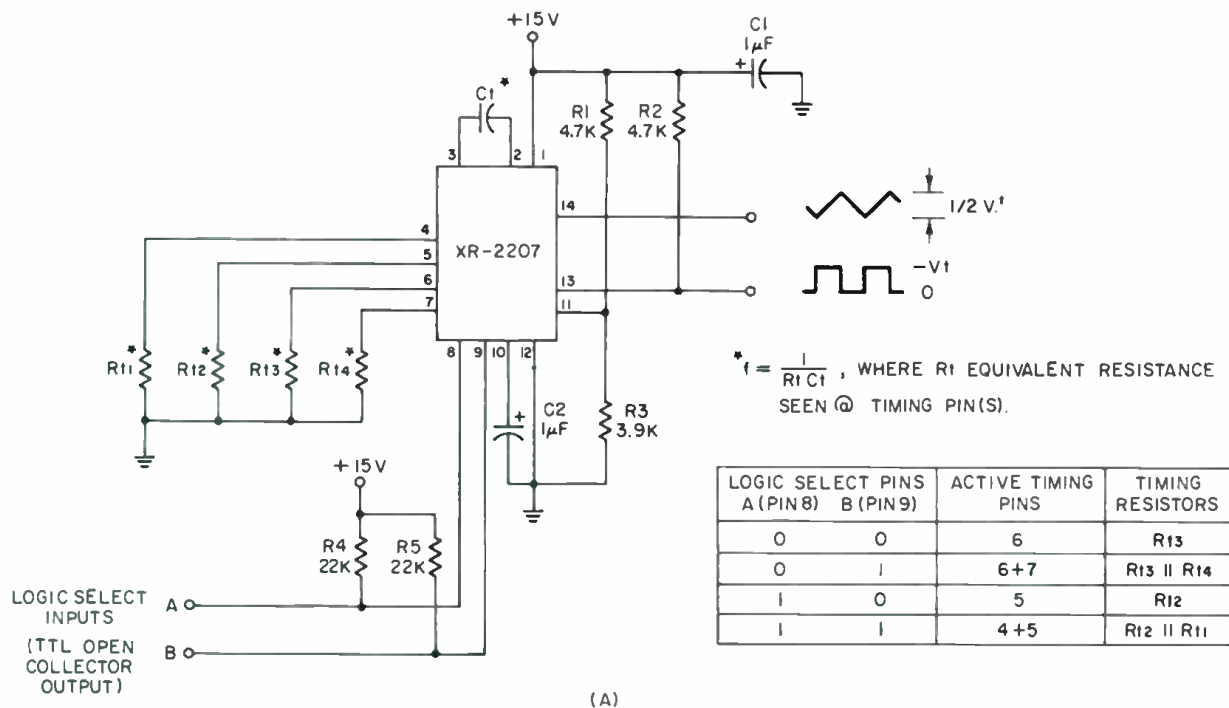 +15V
C1
1µF
+
Ct *
R1
4.7K
R2
4.7K
3
2
1
XR-2207
14
13
11
4
5
6
7
8
9
10
12
1/2 V.t
-Vt
0
*
Rt1
*
Rt2
*
Rt3
*
Rt4
+
C2
1µF
R3
3.9K
*f = 1/Rt Ct , WHERE Rt EQUIVALENT RESISTANCE
SEEN @ TIMING PIN(S).
+15V
R4
22K
R5
22K
LOGIC SELECT
INPUTS
(TTL OPEN
COLLECTOR
OUTPUT)
A
B
LOGIC SELECT PINS ACTIVE TIMING TIMING
A (PIN 8) B (PIN 9) PINS RESISTORS
0 0 6 Rt3
0 1 6+7 Rt3 II Rt4
1 0 5 Rt2
1 1 4+5 Rt2 II Rt1
(A)